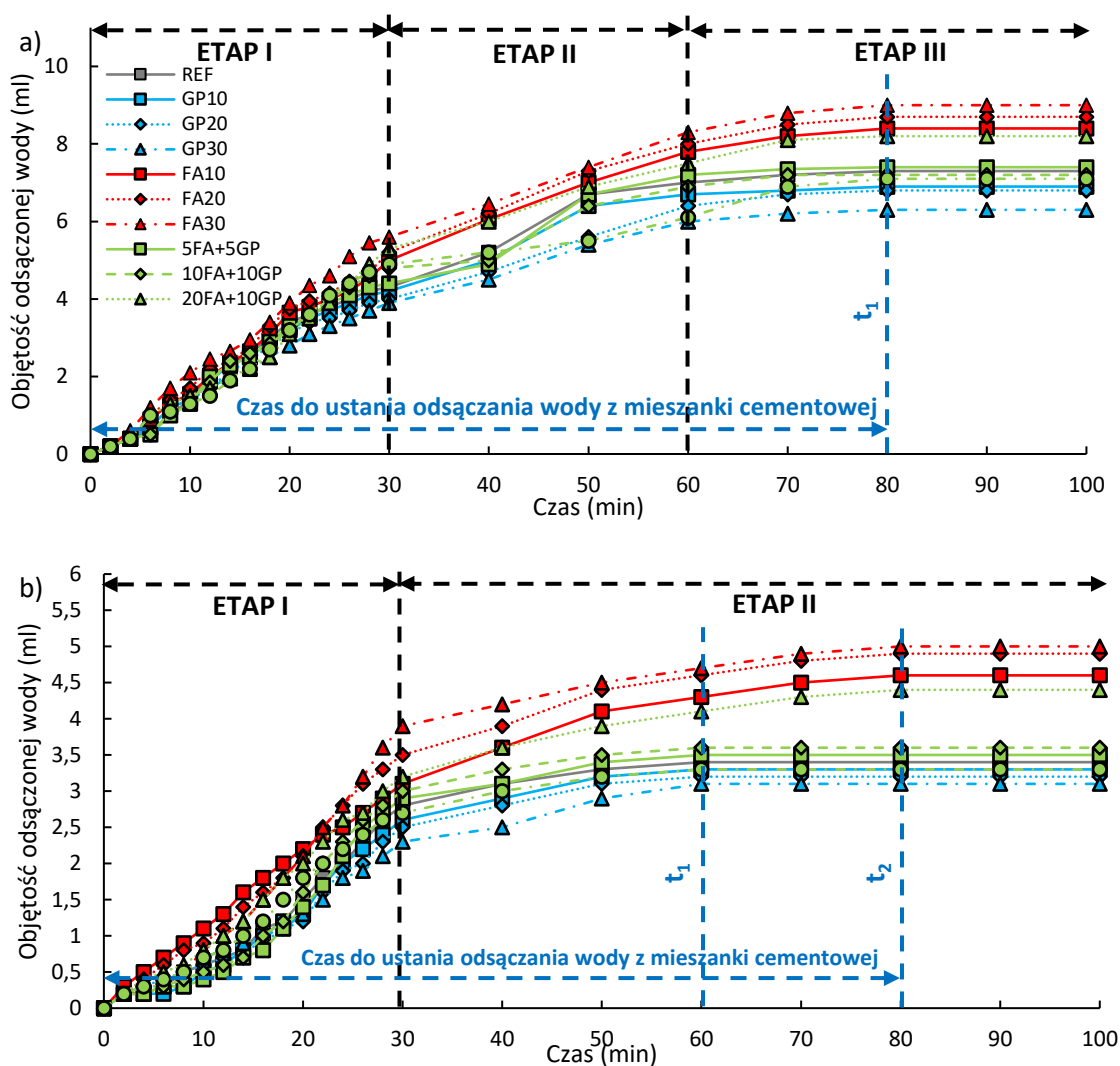 a)
ETAP I
ETAP II
ETAP III
Objętość odsączonej wody (ml)
10
8
6
4
2
0
REF
GP10
GP20
GP30
FA10
FA20
FA30
5FA+5GP
10FA+10GP
20FA+10GP
t1
Czas do ustania odsączania wody z mieszanki cementowej
0 10 20 30 40 50 60 70 80 90 100
Czas (min)
b)
ETAP I
ETAP II
Objętość odsączonej wody (ml)
6
5,5
5
4,5
4
3,5
3
2,5
2
1,5
1
0,5
0
t1
t2
Czas do ustania odsączania wody z mieszanki cementowej
0 10 20 30 40 50 60 70 80 90 100
Czas (min)